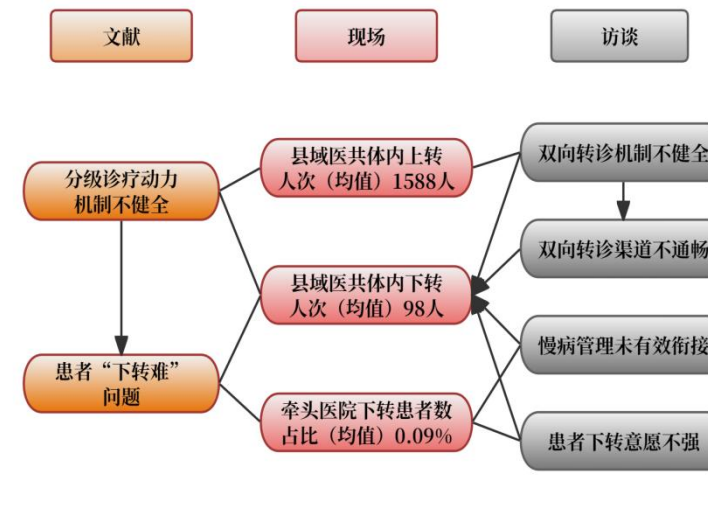 文献
现场
访谈
分级诊疗动力
机制不健全
患者“下转难”
问题
县域医共体内上转
人次（均值）1588人
县域医共体内下转
人次（均值）98人
牵头医院下转患者数
占比（均值）0.09%
双向转诊机制不健全
双向转诊渠道不通畅
慢病管理未有效衔接
患者下转意愿不强